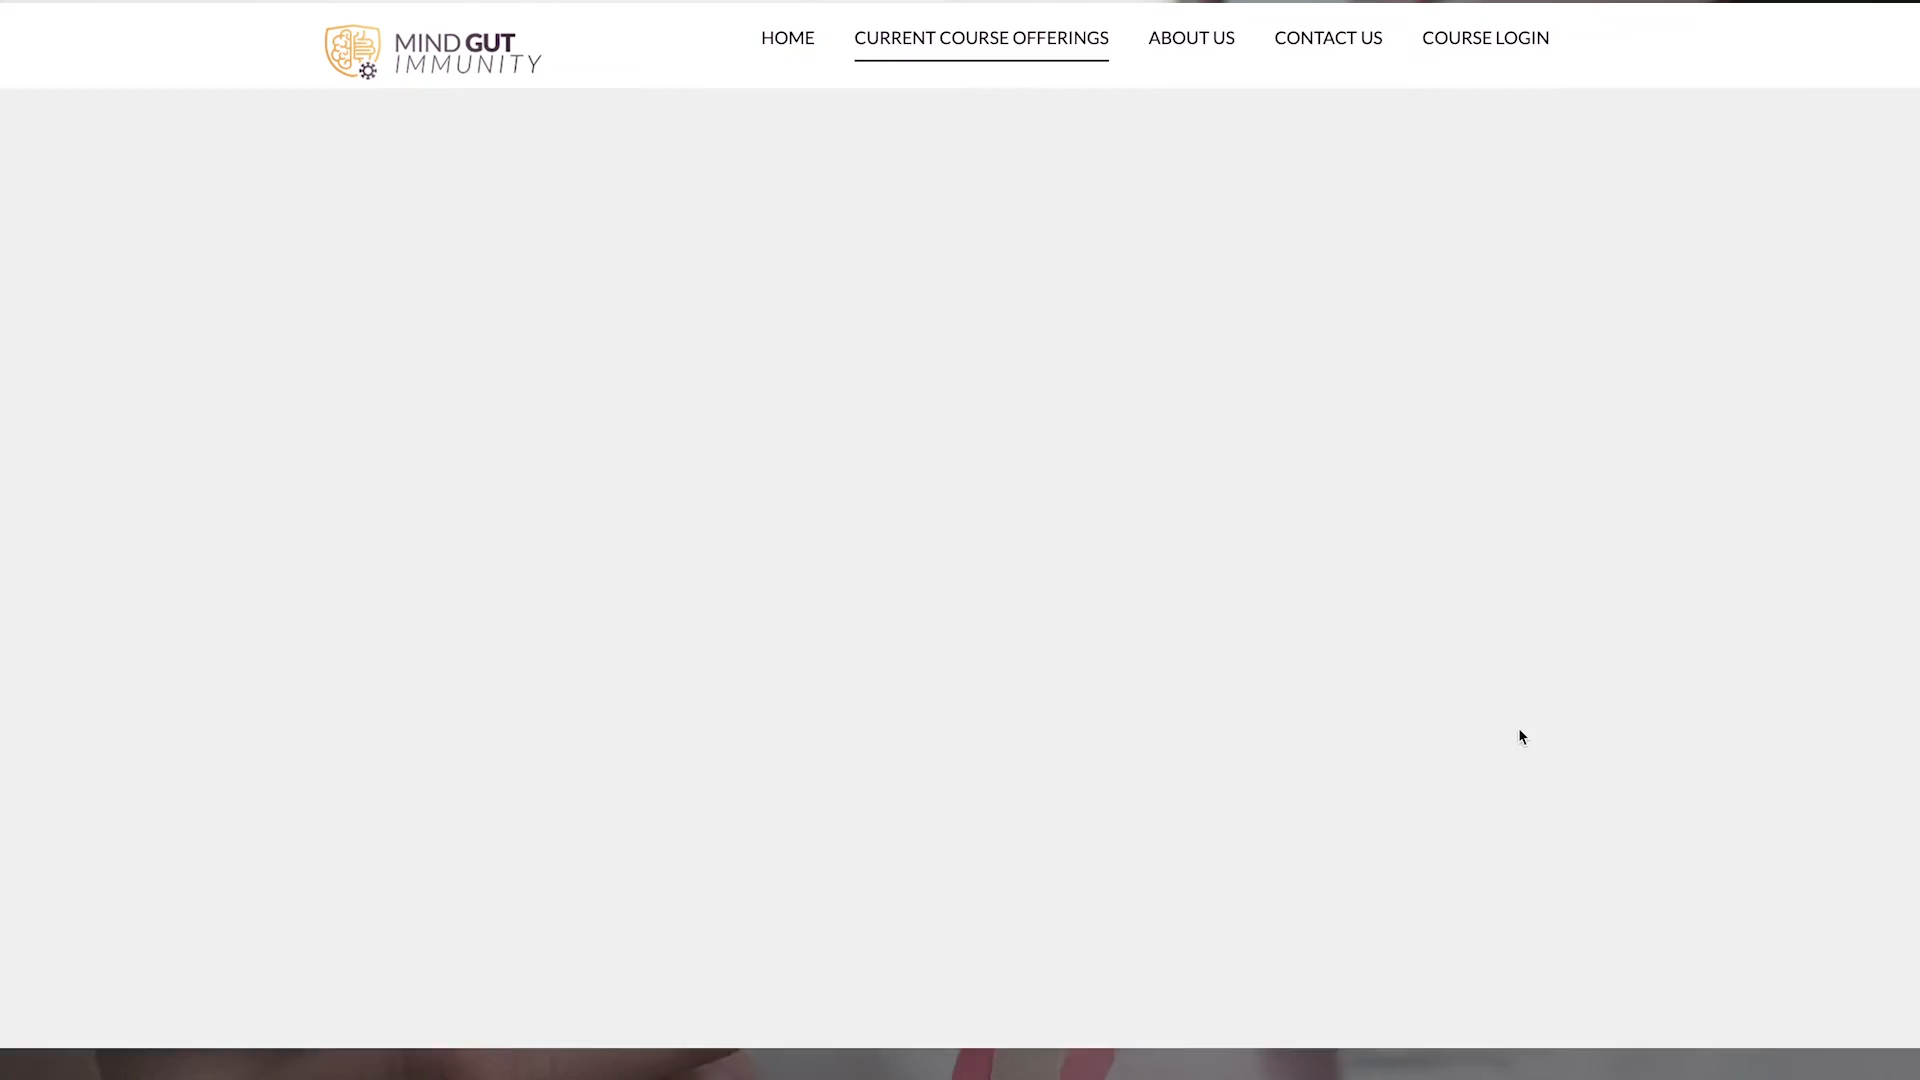 MIND GUT
IMMUNITY
HOME
CURRENT COURSE OFFERINGS
ABOUT US
CONTACT US
COURSE LOGIN